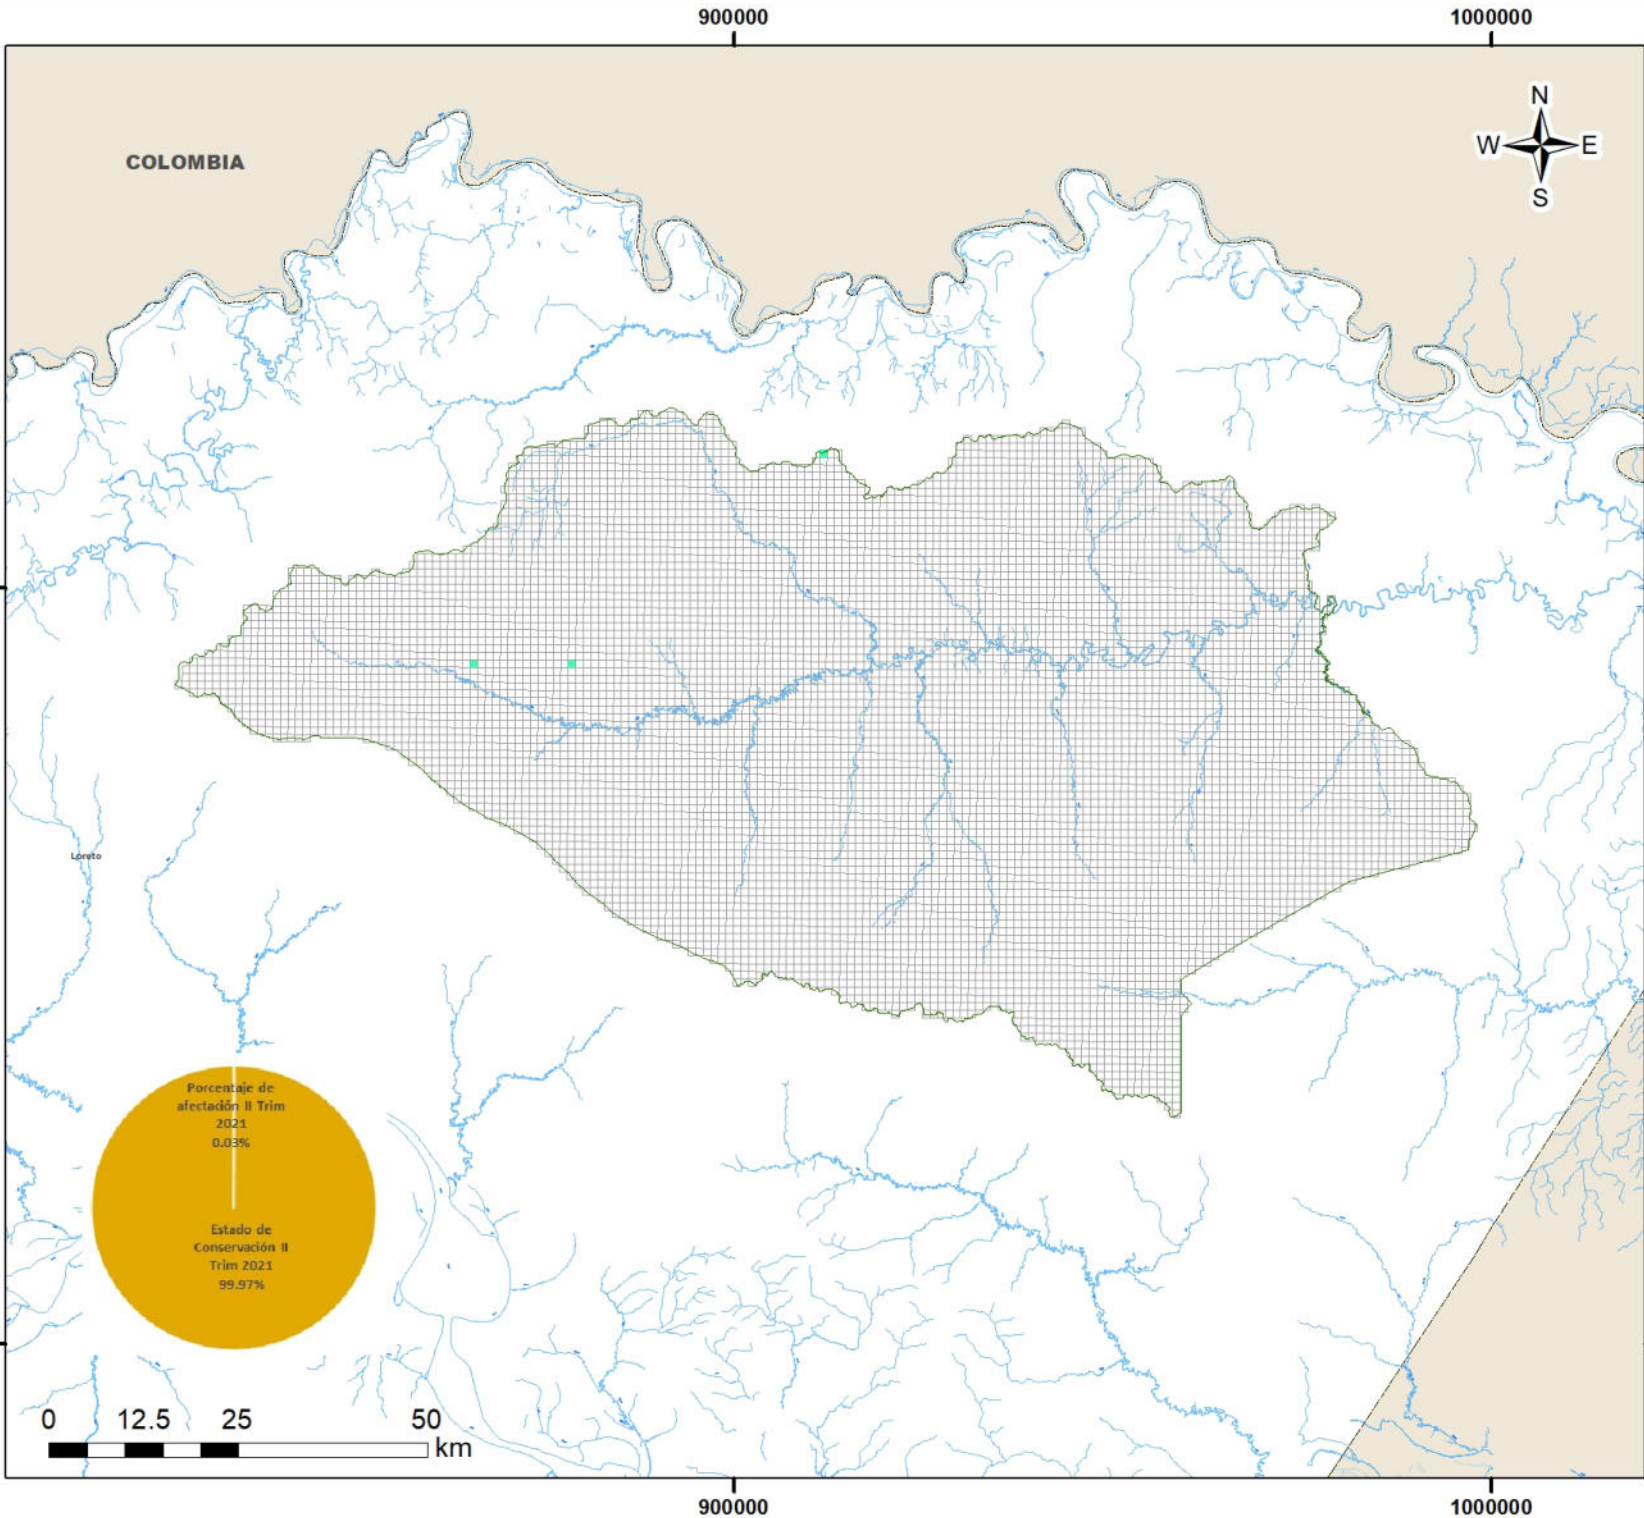 900000
1000000
N
W
E
S
COLOMBIA
Loreto
Porcentaje de
afectación II Trim
2021
0.03%
Estado de
Conservación II
Trim 2021
99.97%
0
12.5
25
50
km
900000
1000000